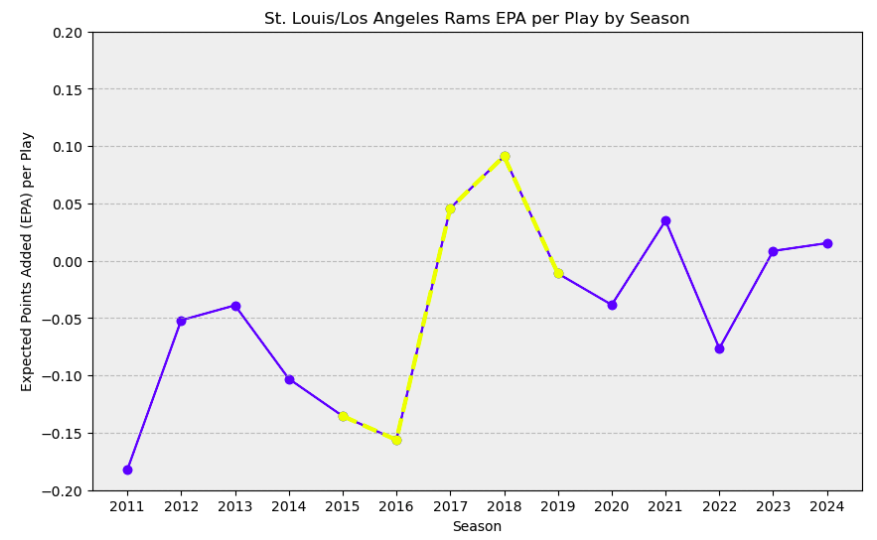 St. Louis/Los Angeles Rams EPA per Play by Season
Expected Points Added (EPA) per Play
0.20
0.15
0.10
0.05
0.00
−0.05
−0.10
−0.15
−0.20
2011 2012 2013 2014 2015 2016 2017 2018 2019 2020 2021 2022 2023 2024
Season